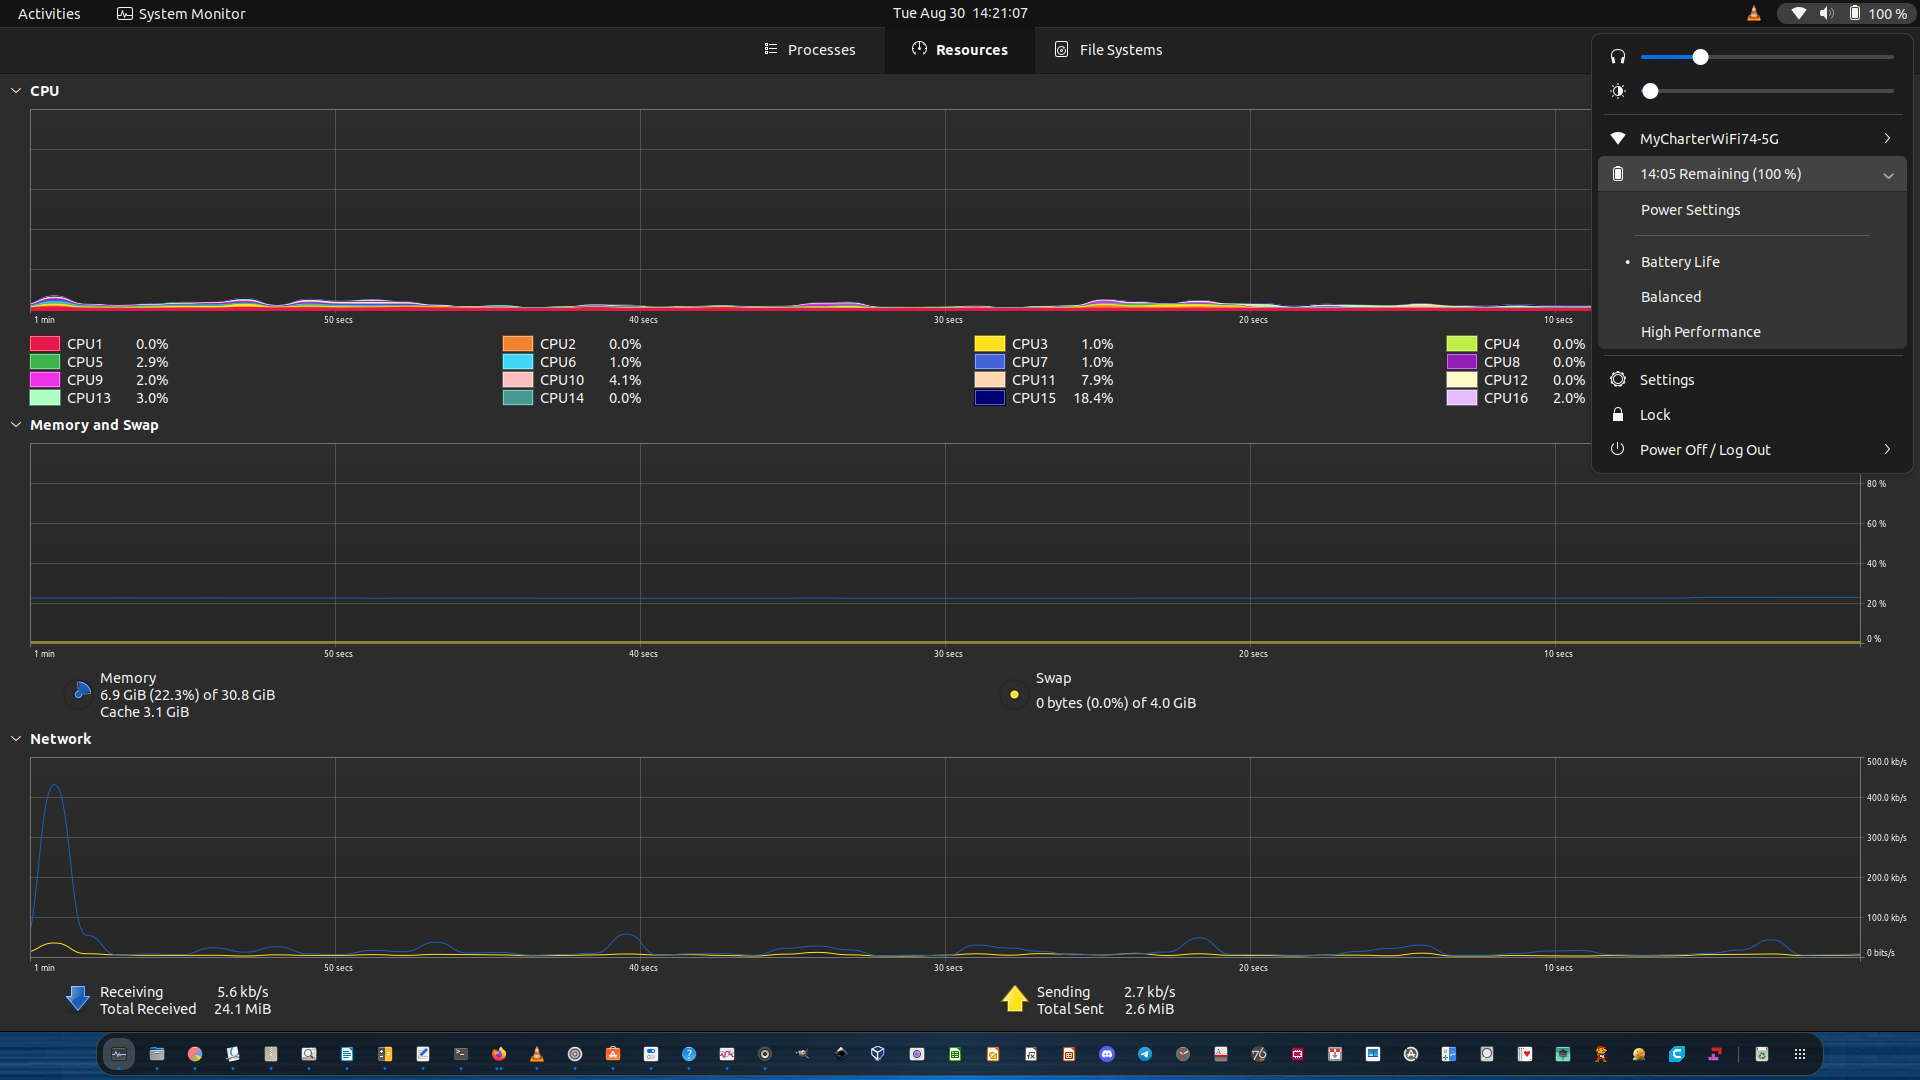 Activities
System Monitor
Tue Aug 30 14:21:07
100 %
Processes
Resources
File Systems
CPU
1 min
50 secs
40 secs
30 secs
20 secs
10 secs
CPU1 0.0%
CPU2 0.0%
CPU3 1.0%
CPU4 0.0%
CPU5 2.9%
CPU6 1.0%
CPU7 1.0%
CPU8 0.0%
CPU9 2.0%
CPU10 4.1%
CPU11 7.9%
CPU12 0.0%
CPU13 3.0%
CPU14 0.0%
CPU15 18.4%
CPU16 2.0%
MyCharterWiFi74-5G
14:05 Remaining (100 %)
Power Settings
Battery Life
Balanced
High Performance
Settings
Lock
Power Off / Log Out
Memory and Swap
80 %
60 %
40 %
20 %
0 %
1 min
50 secs
40 secs
30 secs
20 secs
10 secs
Memory
6.9 GiB (22.3%) of 30.8 GiB
Cache 3.1 GiB
Swap
0 bytes (0.0%) of 4.0 GiB
Network
500.0 kb/s
400.0 kb/s
300.0 kb/s
200.0 kb/s
100.0 kb/s
0 bits/s
1 min
50 secs
40 secs
30 secs
20 secs
10 secs
Receiving 5.6 kb/s
Total Received 24.1 MiB
Sending 2.7 kb/s
Total Sent 2.6 MiB